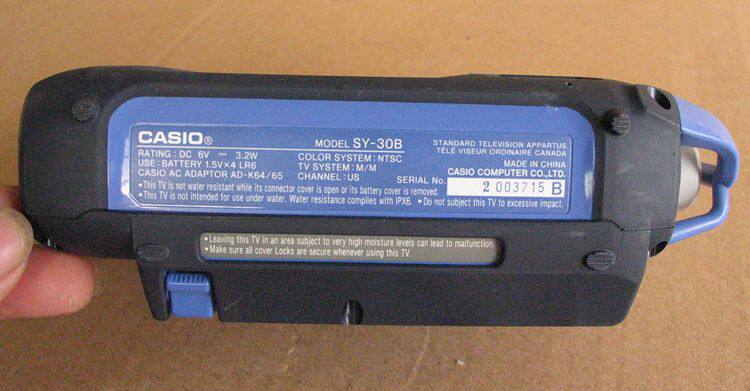 CASIO®
MODEL SY-30B
STANDARD TELEVISION APPARTUS
TÉLÉ VISEUR ORDINAIRE CANADA
RATING : DC 6V ⎓ 3.2W
USE : BATTERY 1.5V×4 LR6
CASIO AC ADAPTOR AD-K64/65
COLOR SYSTEM : NTSC
TV SYSTEM : M/M
CHANNEL : US
MADE IN CHINA
CASIO COMPUTER CO.,LTD.
SERIAL No. 2 003715 B
•This TV is not water resistant while its connector cover is open or its battery cover is removed.
•This TV is not intended for use under water. Water resistance complies with IPX6. •Do not subject this TV to excessive impact.
•Leaving this TV in an area subject to very high moisture levels can lead to malfunction.
•Make sure all cover Locks are secure whenever using this TV.